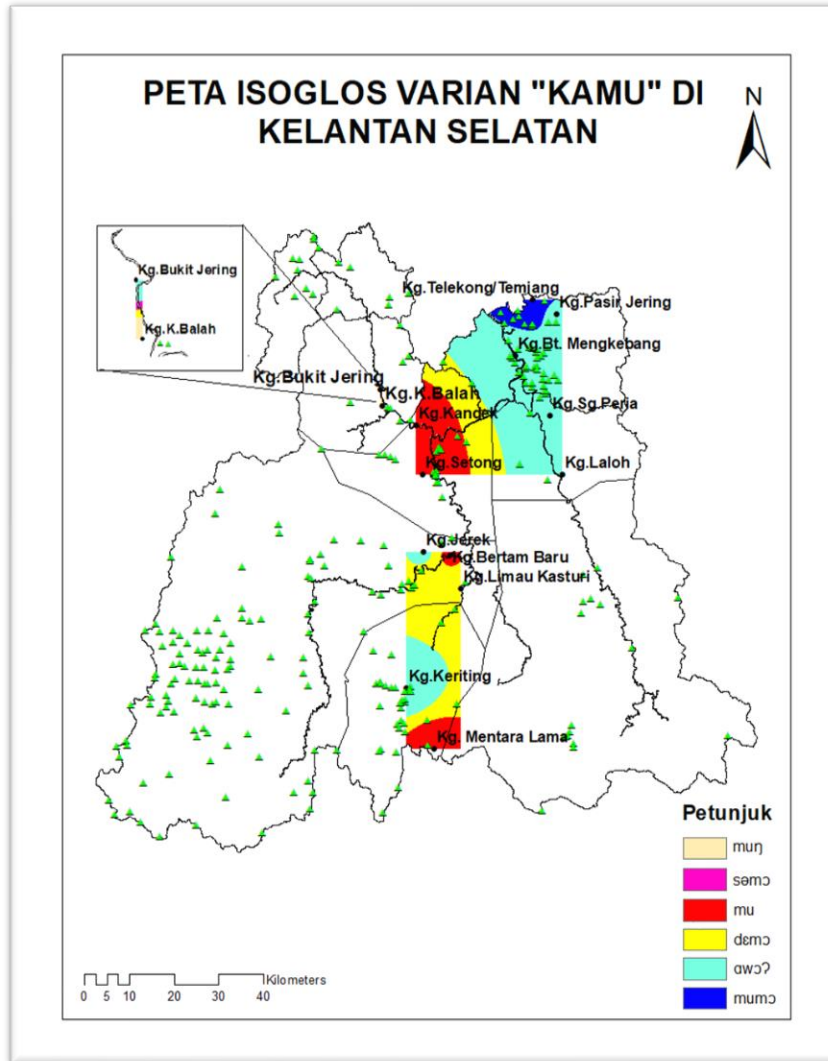 PETA ISOGLOS VARIAN "KAMU" DI
KELANTAN SELATAN
N
Kg.Bukit Jering
Kg.K.Balah
Kg.Telekong/Temiang
Kg.Pasir Jering
Kg.Bt. Mengkebang
Kg.Bukit Jering
Kg.K.Balah
Kg.Kandek
Kg Sg.Peria
Kg.Setong
Kg.Laloh
Kg.Jerek
Kg.Bertam Baru
Kg.Limau Kasturi
Kg.Keriting
Kg. Mentara Lama
Petunjuk
muŋ
səmɔ
mu
dɛmɔ
ɑwɔʔ
mumɔ
Kilometers
0 5 10 20 30 40